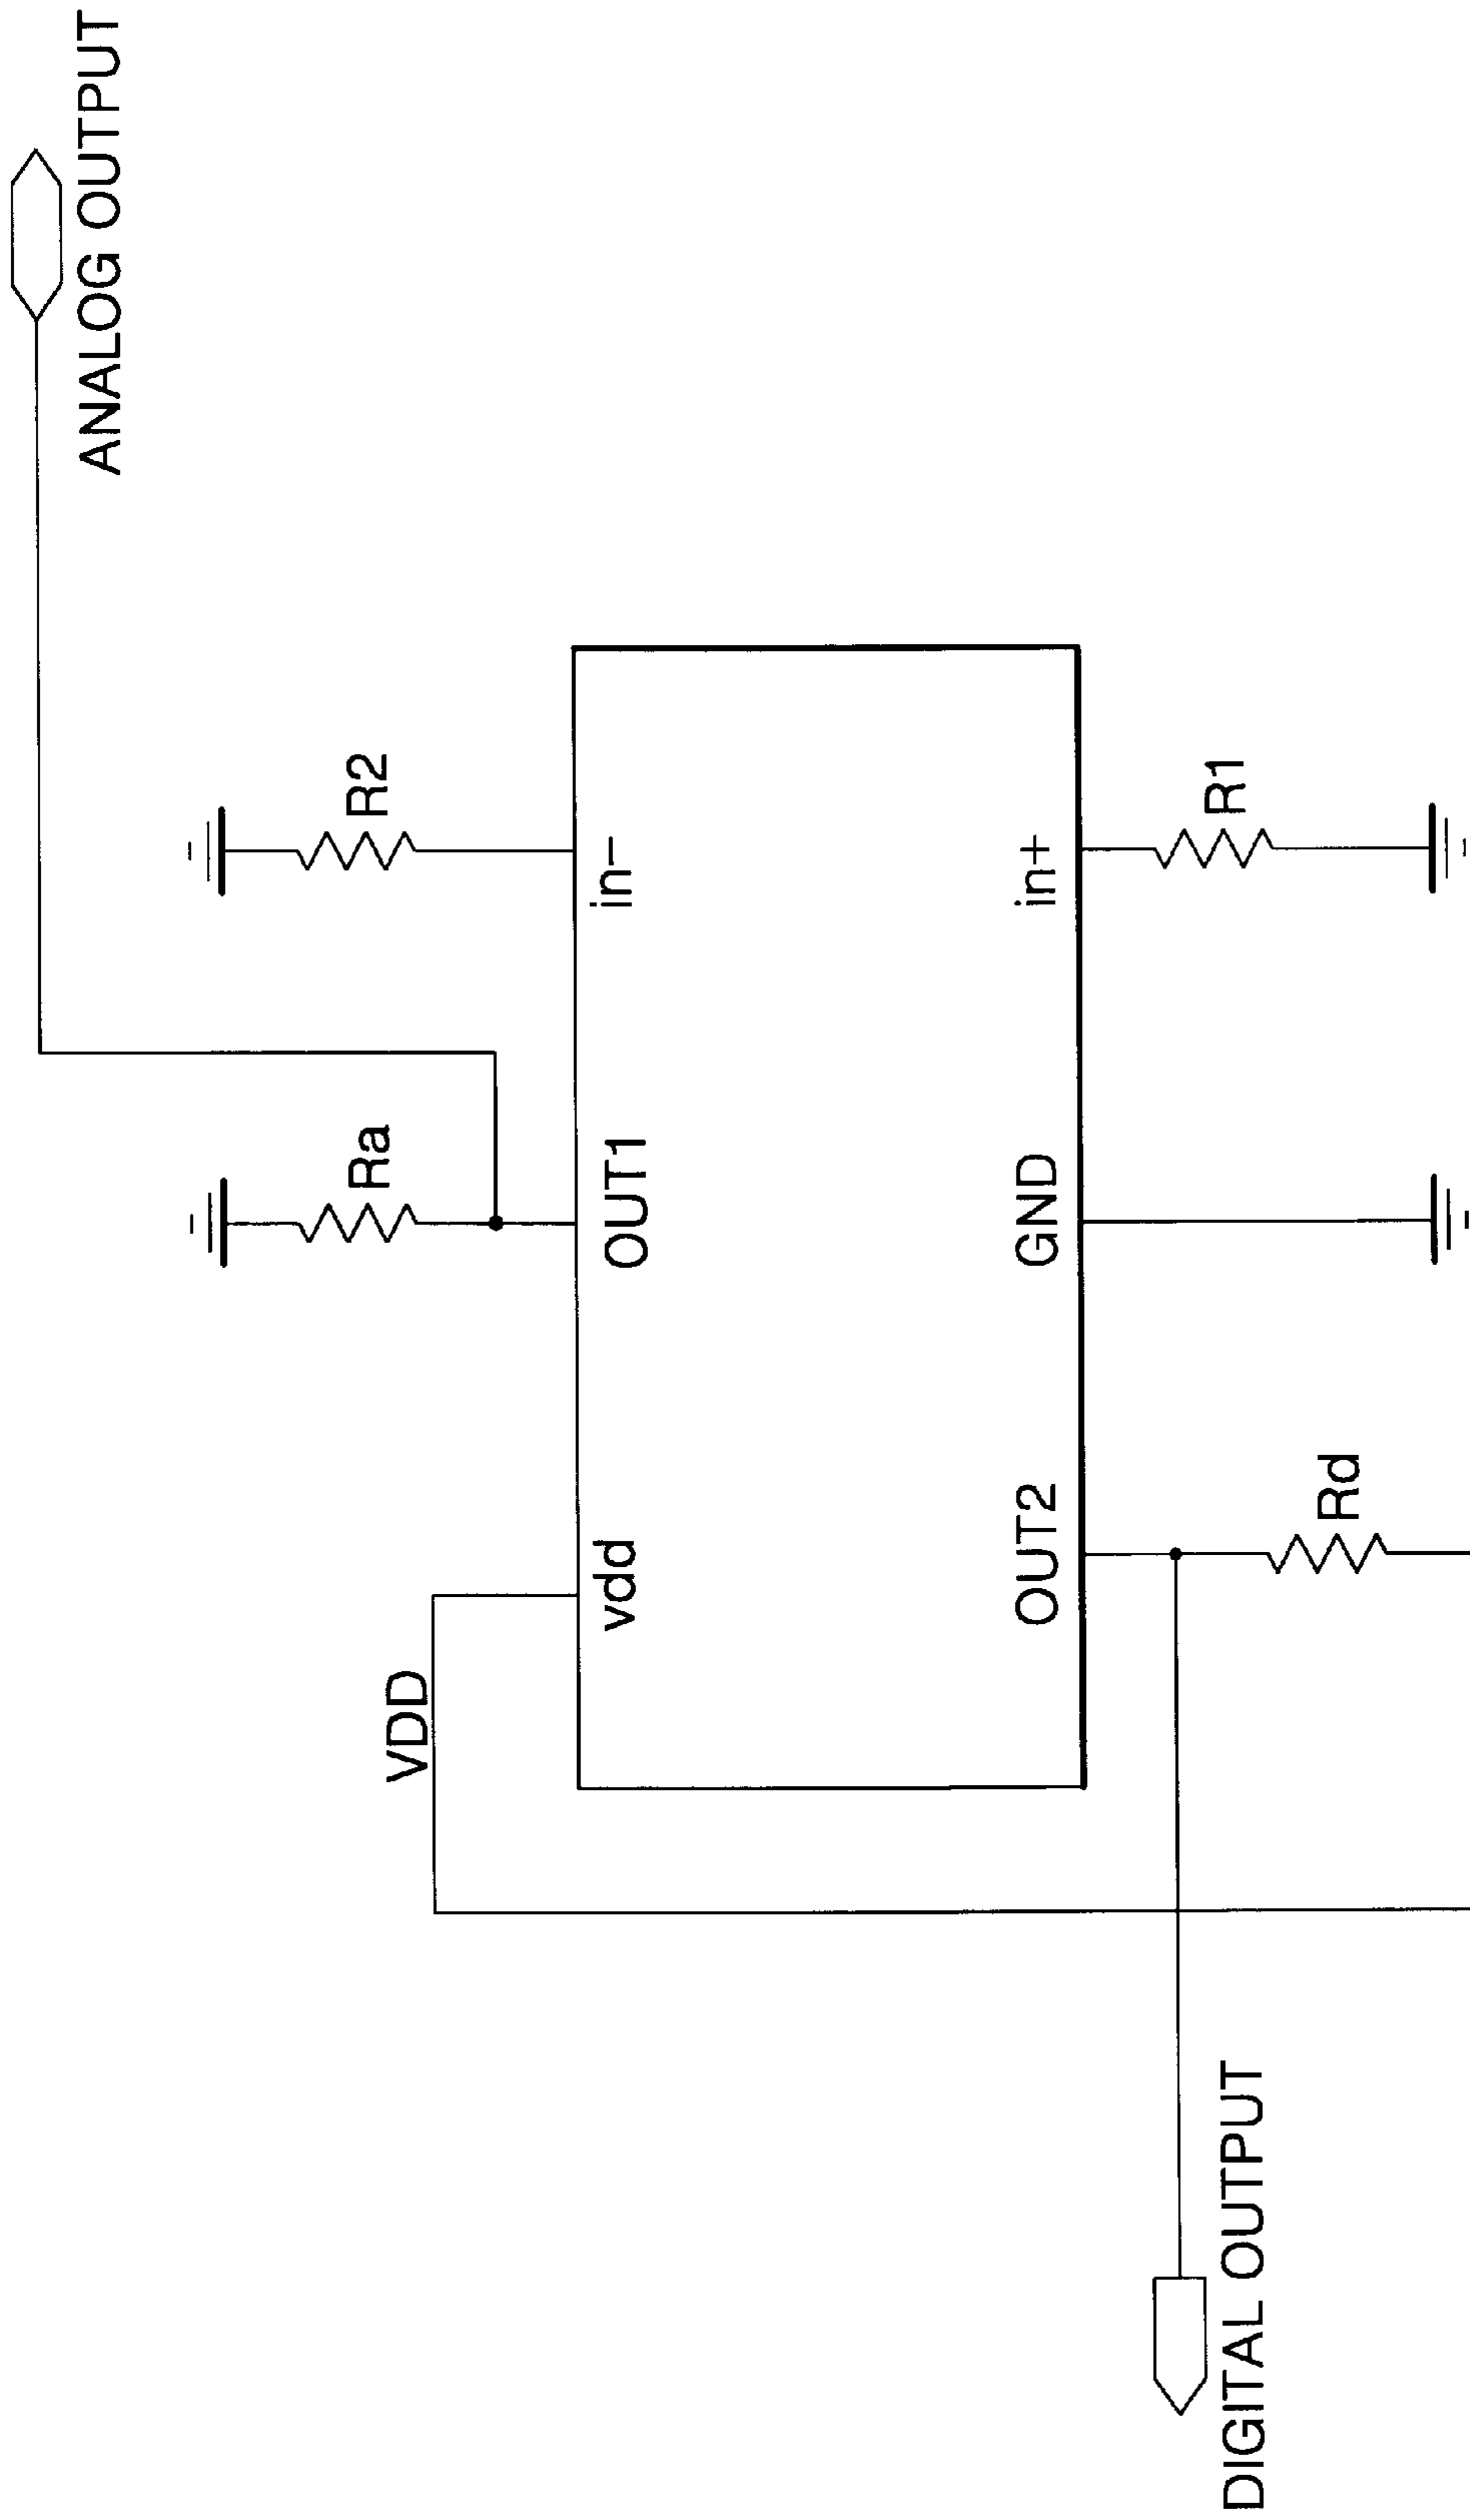 ANALOG OUTPUT
R2
Ra
VDD
in-
OUT1
vdd
in+
GND
OUT2
R1
Rd
DIGITAL OUTPUT